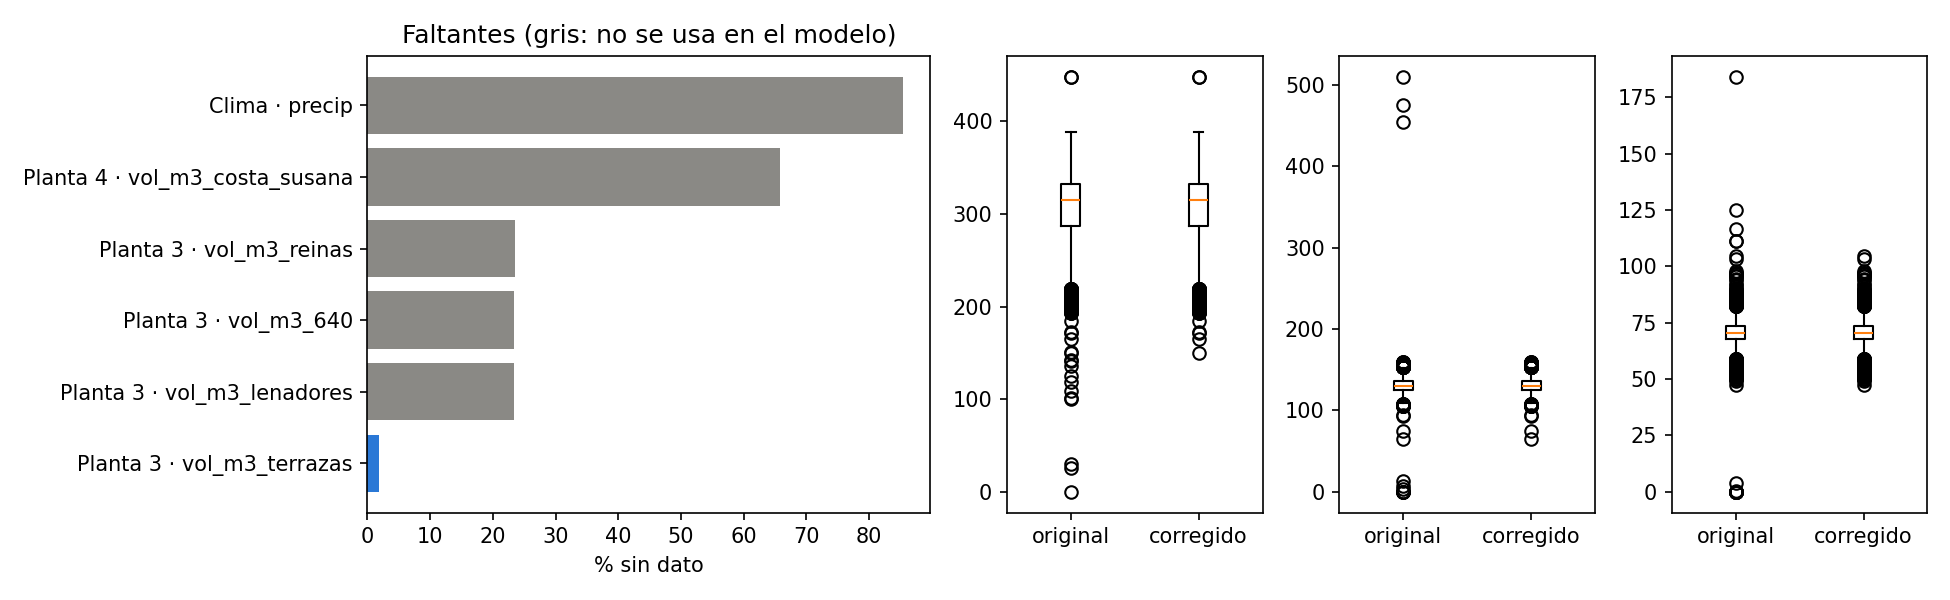 Faltantes (gris: no se usa en el modelo)
Clima · precip
Planta 4 · vol_m3_costa_susana
Planta 3 · vol_m3_reinas
Planta 3 · vol_m3_640
Planta 3 · vol_m3_lenadores
Planta 3 · vol_m3_terrazas
0 10 20 30 40 50 60 70 80
% sin dato
400
300
200
100
0
original corregido
500
400
300
200
100
0
original corregido
175
150
125
100
75
50
25
0
original corregido